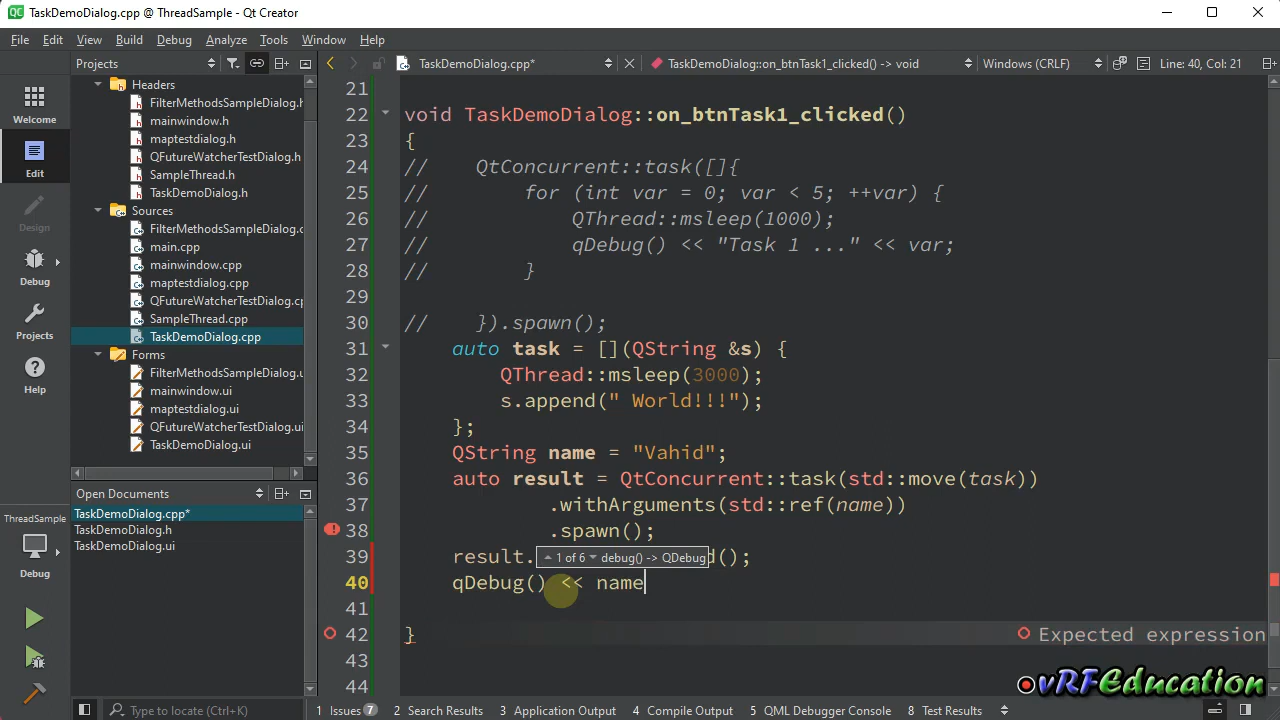 TaskDemoDialog.cpp @ ThreadSample - Qt Creator
File Edit View Build Debug Analyze Tools Window Help
Projects
TaskDemoDialog.cpp*
TaskDemoDialog::on_btnTask1_clicked() -> void
Windows (CRLF)
Line: 40, Col: 21
Welcome
Edit
Design
Debug
Projects
Help
ThreadSample
Debug
Headers
FilterMethodsSampleDialog.h
mainwindow.h
maptestdialog.h
QFutureWatcherTestDialog.h
SampleThread.h
TaskDemoDialog.h
Sources
FilterMethodsSampleDialog.c
main.cpp
mainwindow.cpp
maptestdialog.cpp
QFutureWatcherTestDialog.cp
SampleThread.cpp
TaskDemoDialog.cpp
Forms
FilterMethodsSampleDialog.u
mainwindow.ui
maptestdialog.ui
QFutureWatcherTestDialog.ui
TaskDemoDialog.ui
Open Documents
TaskDemoDialog.cpp*
TaskDemoDialog.h
TaskDemoDialog.ui
21
22 void TaskDemoDialog::on_btnTask1_clicked()
23 {
24 // QtConcurrent::task([]{
25 // for (int var = 0; var < 5; ++var) {
26 // QThread::msleep(1000);
27 // qDebug() << "Task 1 ..." << var;
28 // }
29
30 // }).spawn();
31 auto task = [](QString &s) {
32 QThread::msleep(3000);
33 s.append(" World!!!");
34 };
35 QString name = "Vahid";
36 auto result = QtConcurrent::task(std::move(task))
37 .withArguments(std::ref(name))
38 .spawn();
39 result. d();
1 of 6 debug() -> QDebug
40 qDebug() << name
41
42 } Expected expression
43
44
vRFEducation
Type to locate (Ctrl+K)
1 Issues 7 2 Search Results 3 Application Output 4 Compile Output 5 QML Debugger Console 8 Test Results